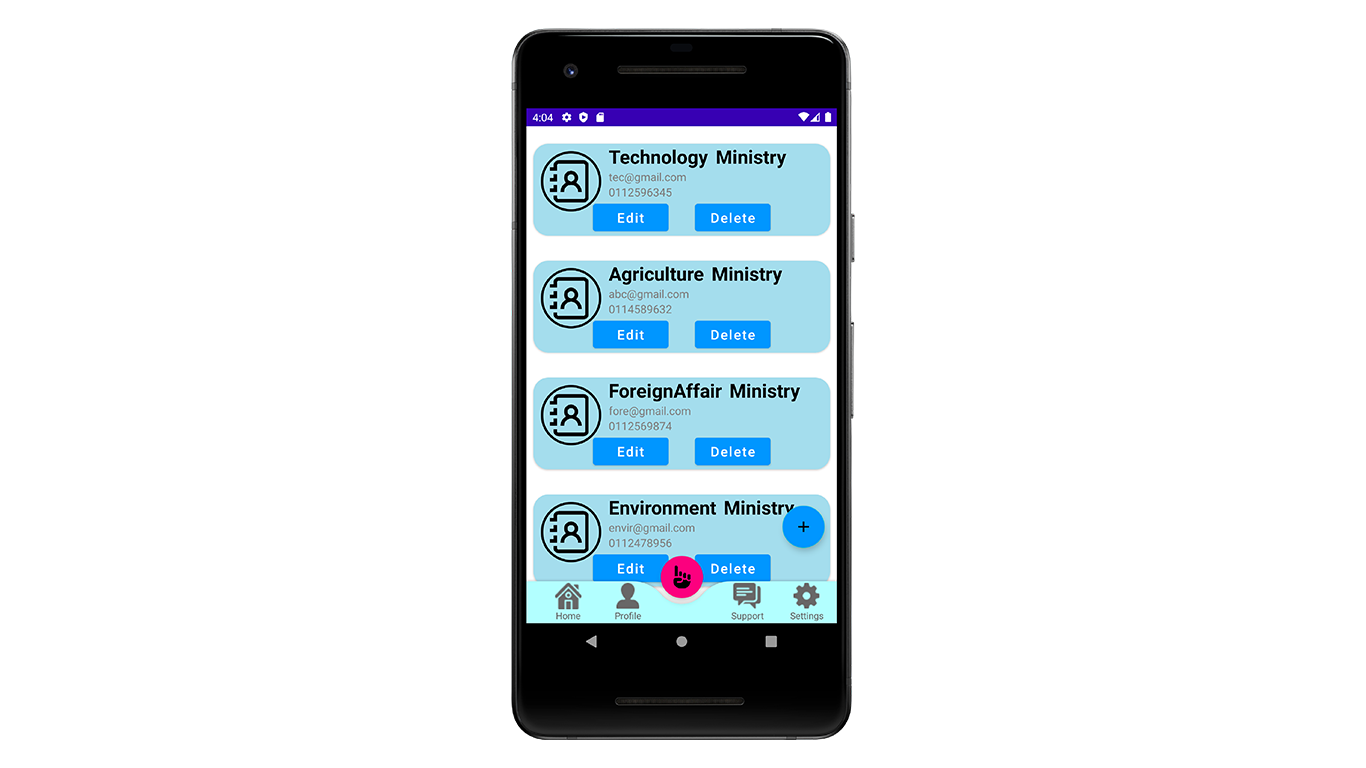 4:04
Technology Ministry
tec@gmail.com
0112596345
Edit Delete
Agriculture Ministry
abc@gmail.com
0114589632
Edit Delete
ForeignAffair Ministry
fore@gmail.com
0112569874
Edit Delete
Environment Ministry
envir@gmail.com
0112478956
Edit Delete
+
Home Profile Support Settings